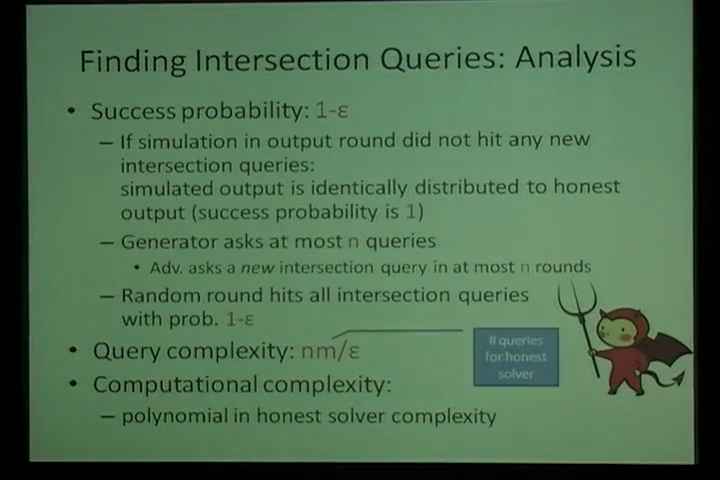 Finding Intersection Queries: Analysis
• Success probability: 1-ε
– If simulation in output round did not hit any new
intersection queries:
simulated output is identically distributed to honest
output (success probability is 1)
– Generator asks at most n queries
• Adv. asks a new intersection query in at most n rounds
– Random round hits all intersection queries
with prob. 1-ε
• Query complexity: nm/ε
# queries
for honest
solver
• Computational complexity:
– polynomial in honest solver complexity